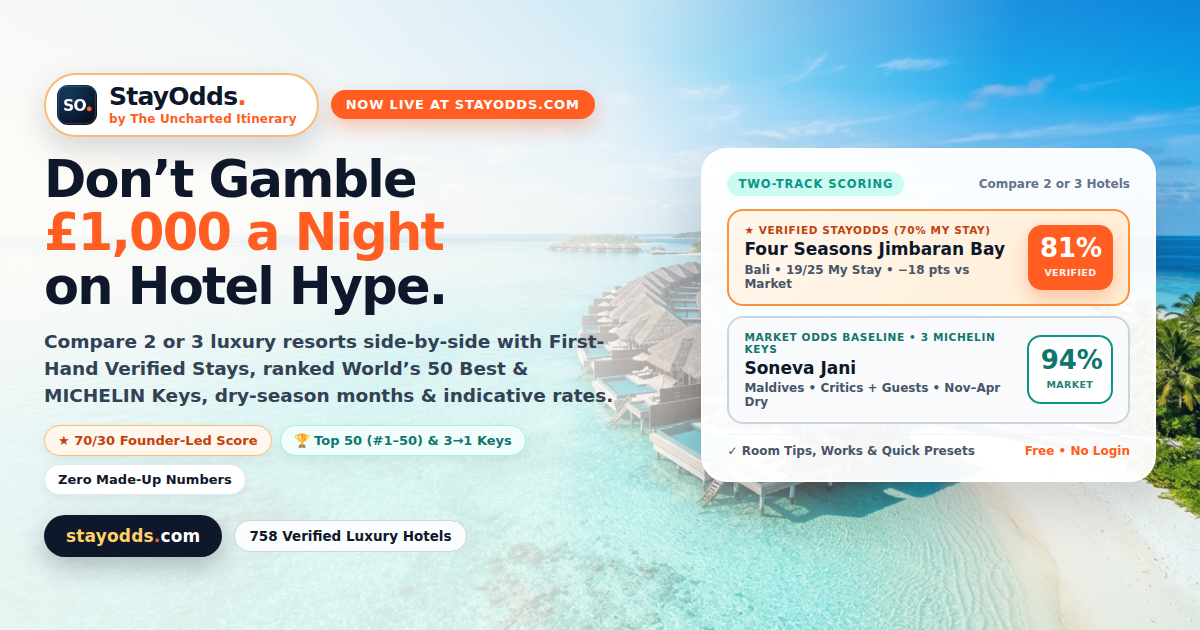 SO.
StayOdds.
by The Uncharted Itinerary
NOW LIVE AT STAYODDS.COM
Don’t Gamble
£1,000 a Night
on Hotel Hype.
Compare 2 or 3 luxury resorts side-by-side with First-
Hand Verified Stays, ranked World’s 50 Best &
MICHELIN Keys, dry-season months & indicative rates.
★ 70/30 Founder-Led Score
🏆 Top 50 (#1–50) & 3→1 Keys
Zero Made-Up Numbers
stayodds.com
758 Verified Luxury Hotels
TWO-TRACK SCORING
Compare 2 or 3 Hotels
★ VERIFIED STAYODDS (70% MY STAY)
Four Seasons Jimbaran Bay
Bali • 19/25 My Stay • −18 pts vs
Market
81%
VERIFIED
MARKET ODDS BASELINE • 3 MICHELIN
KEYS
Soneva Jani
Maldives • Critics + Guests • Nov–Apr
Dry
94%
MARKET
✓ Room Tips, Works & Quick Presets
Free • No Login